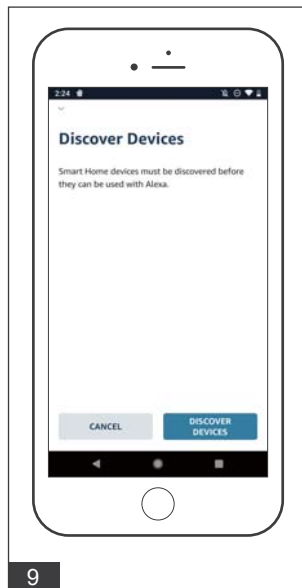 2:24
Discover Devices
Smart Home devices must be discovered before
they can be used with Alexa.
CANCEL
DISCOVER
DEVICES
9